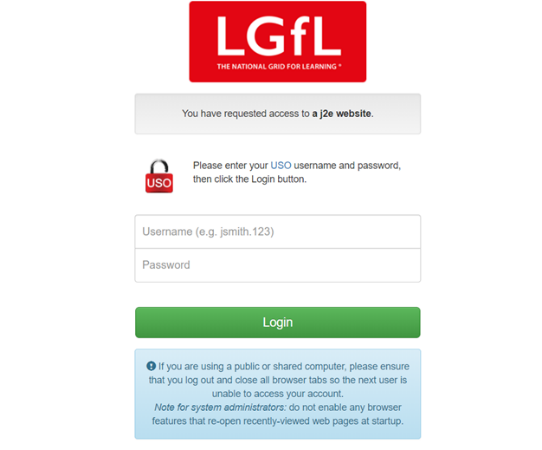 LGfL
THE NATIONAL GRID FOR LEARNING ®
You have requested access to a j2e website.
USO
Please enter your USO username and password,
then click the Login button.
Username (e.g. jsmith.123)
Password
Login
If you are using a public or shared computer, please ensure
that you log out and close all browser tabs so the next user is
unable to access your account.
Note for system administrators: do not enable any browser
features that re-open recently-viewed web pages at startup.